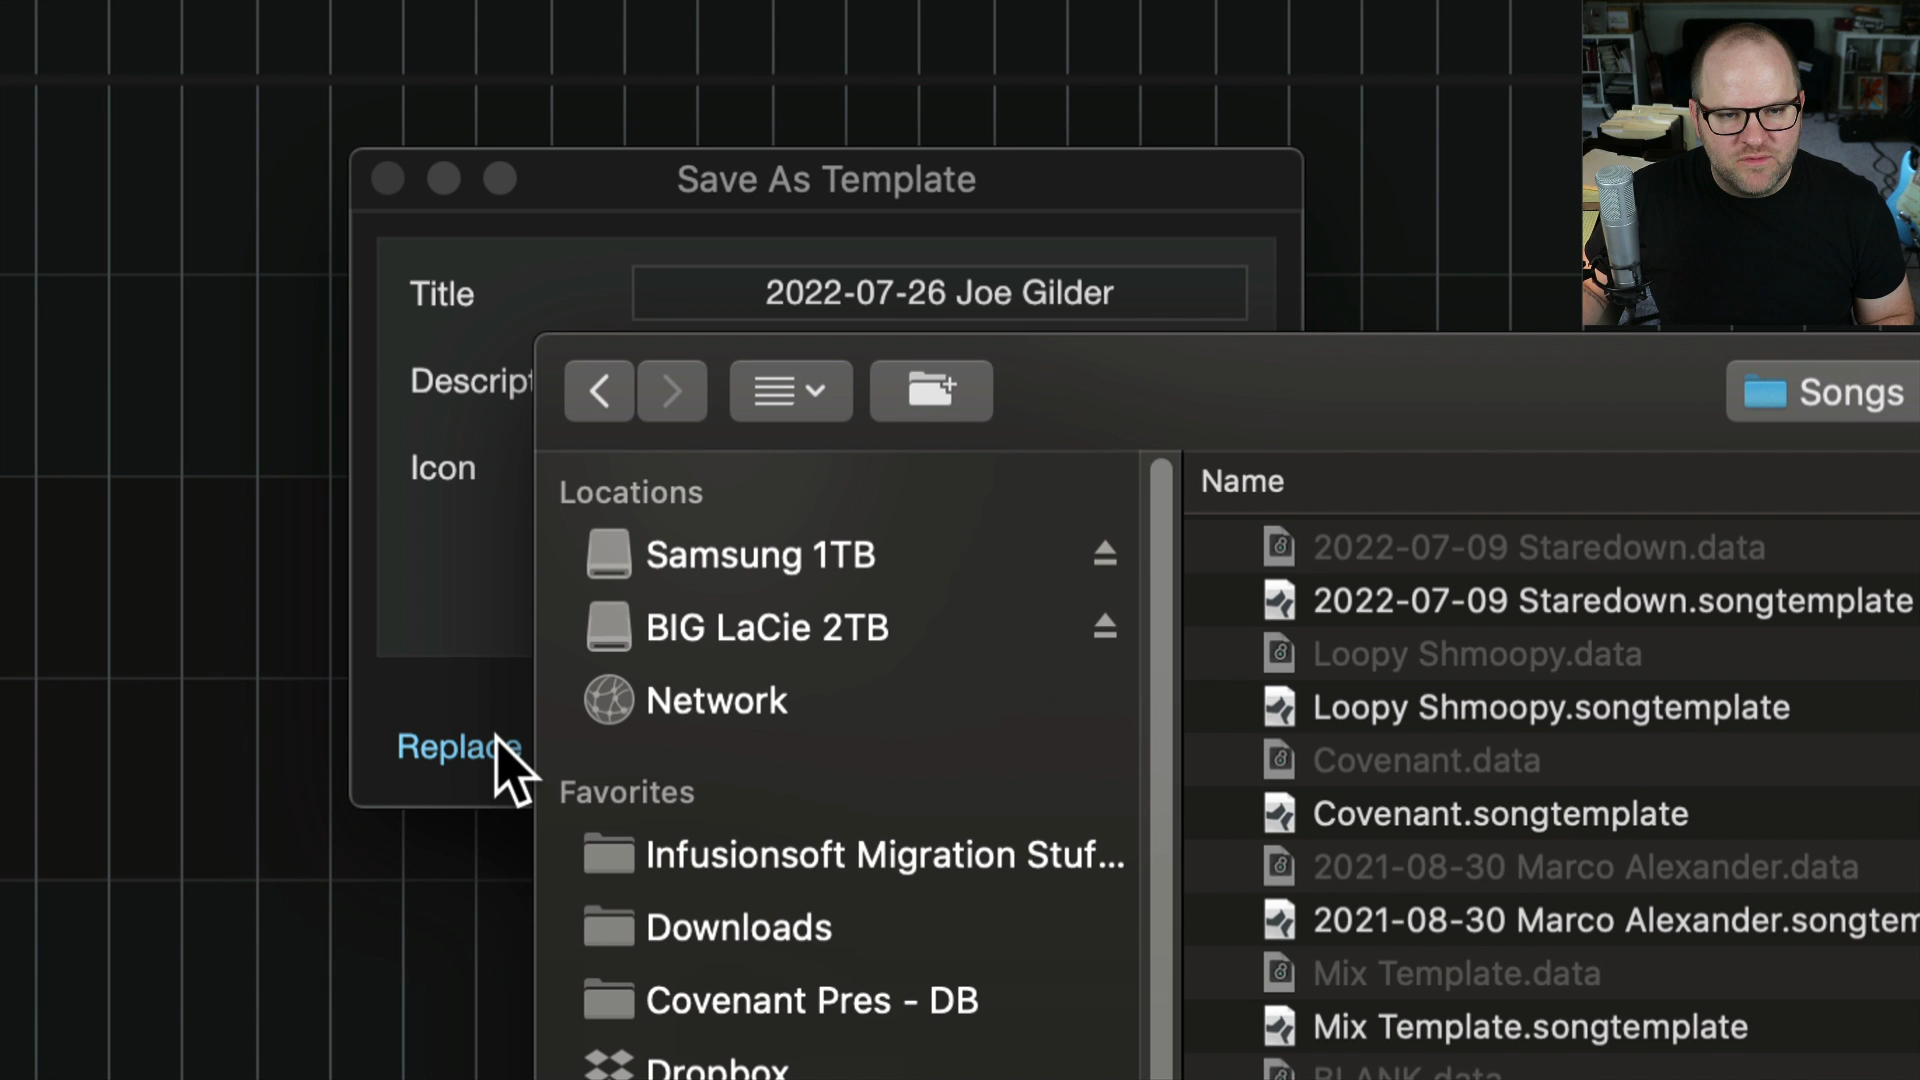 Save As Template
Title
2022-07-26 Joe Gilder
Descript
Songs
Icon
Locations
Name
Samsung 1TB
2022-07-09 Staredown.data
2022-07-09 Staredown.songtemplate
BIG LaCie 2TB
Loopy Shmoopy.data
Network
Loopy Shmoopy.songtemplate
Replace
Covenant.data
Favorites
Covenant.songtemplate
Infusionsoft Migration Stuf...
2021-08-30 Marco Alexander.data
Downloads
2021-08-30 Marco Alexander.songtem
Mix Template.data
Covenant Pres - DB
Mix Template.songtemplate
Dropbox
BLANK.data